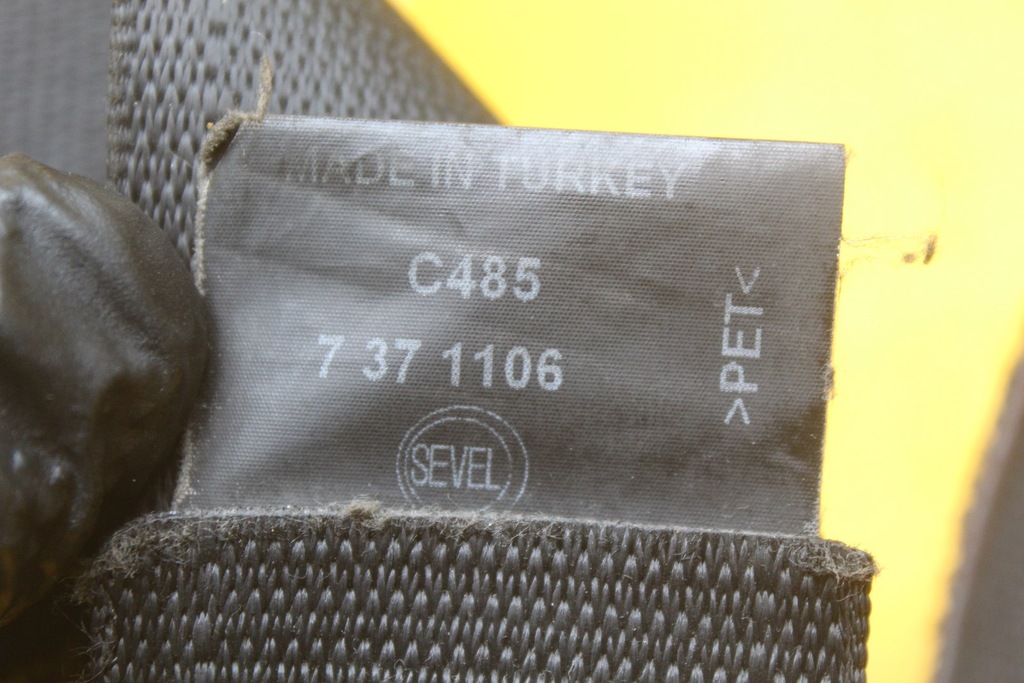 MADE IN TURKEY
C485
7 37 1106
>PET<
SEVEL